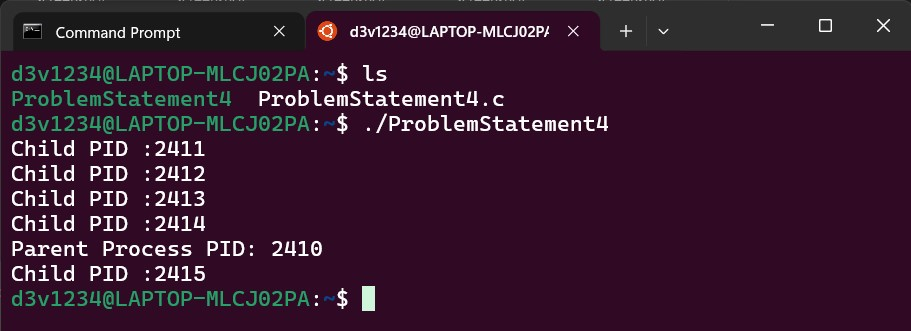 Command Prompt
d3v1234@LAPTOP-MLCJ02PA
d3v1234@LAPTOP-MLCJ02PA:~$ ls
ProblemStatement4  ProblemStatement4.c
d3v1234@LAPTOP-MLCJ02PA:~$ ./ProblemStatement4
Child PID :2411
Child PID :2412
Child PID :2413
Child PID :2414
Parent Process PID: 2410
Child PID :2415
d3v1234@LAPTOP-MLCJ02PA:~$